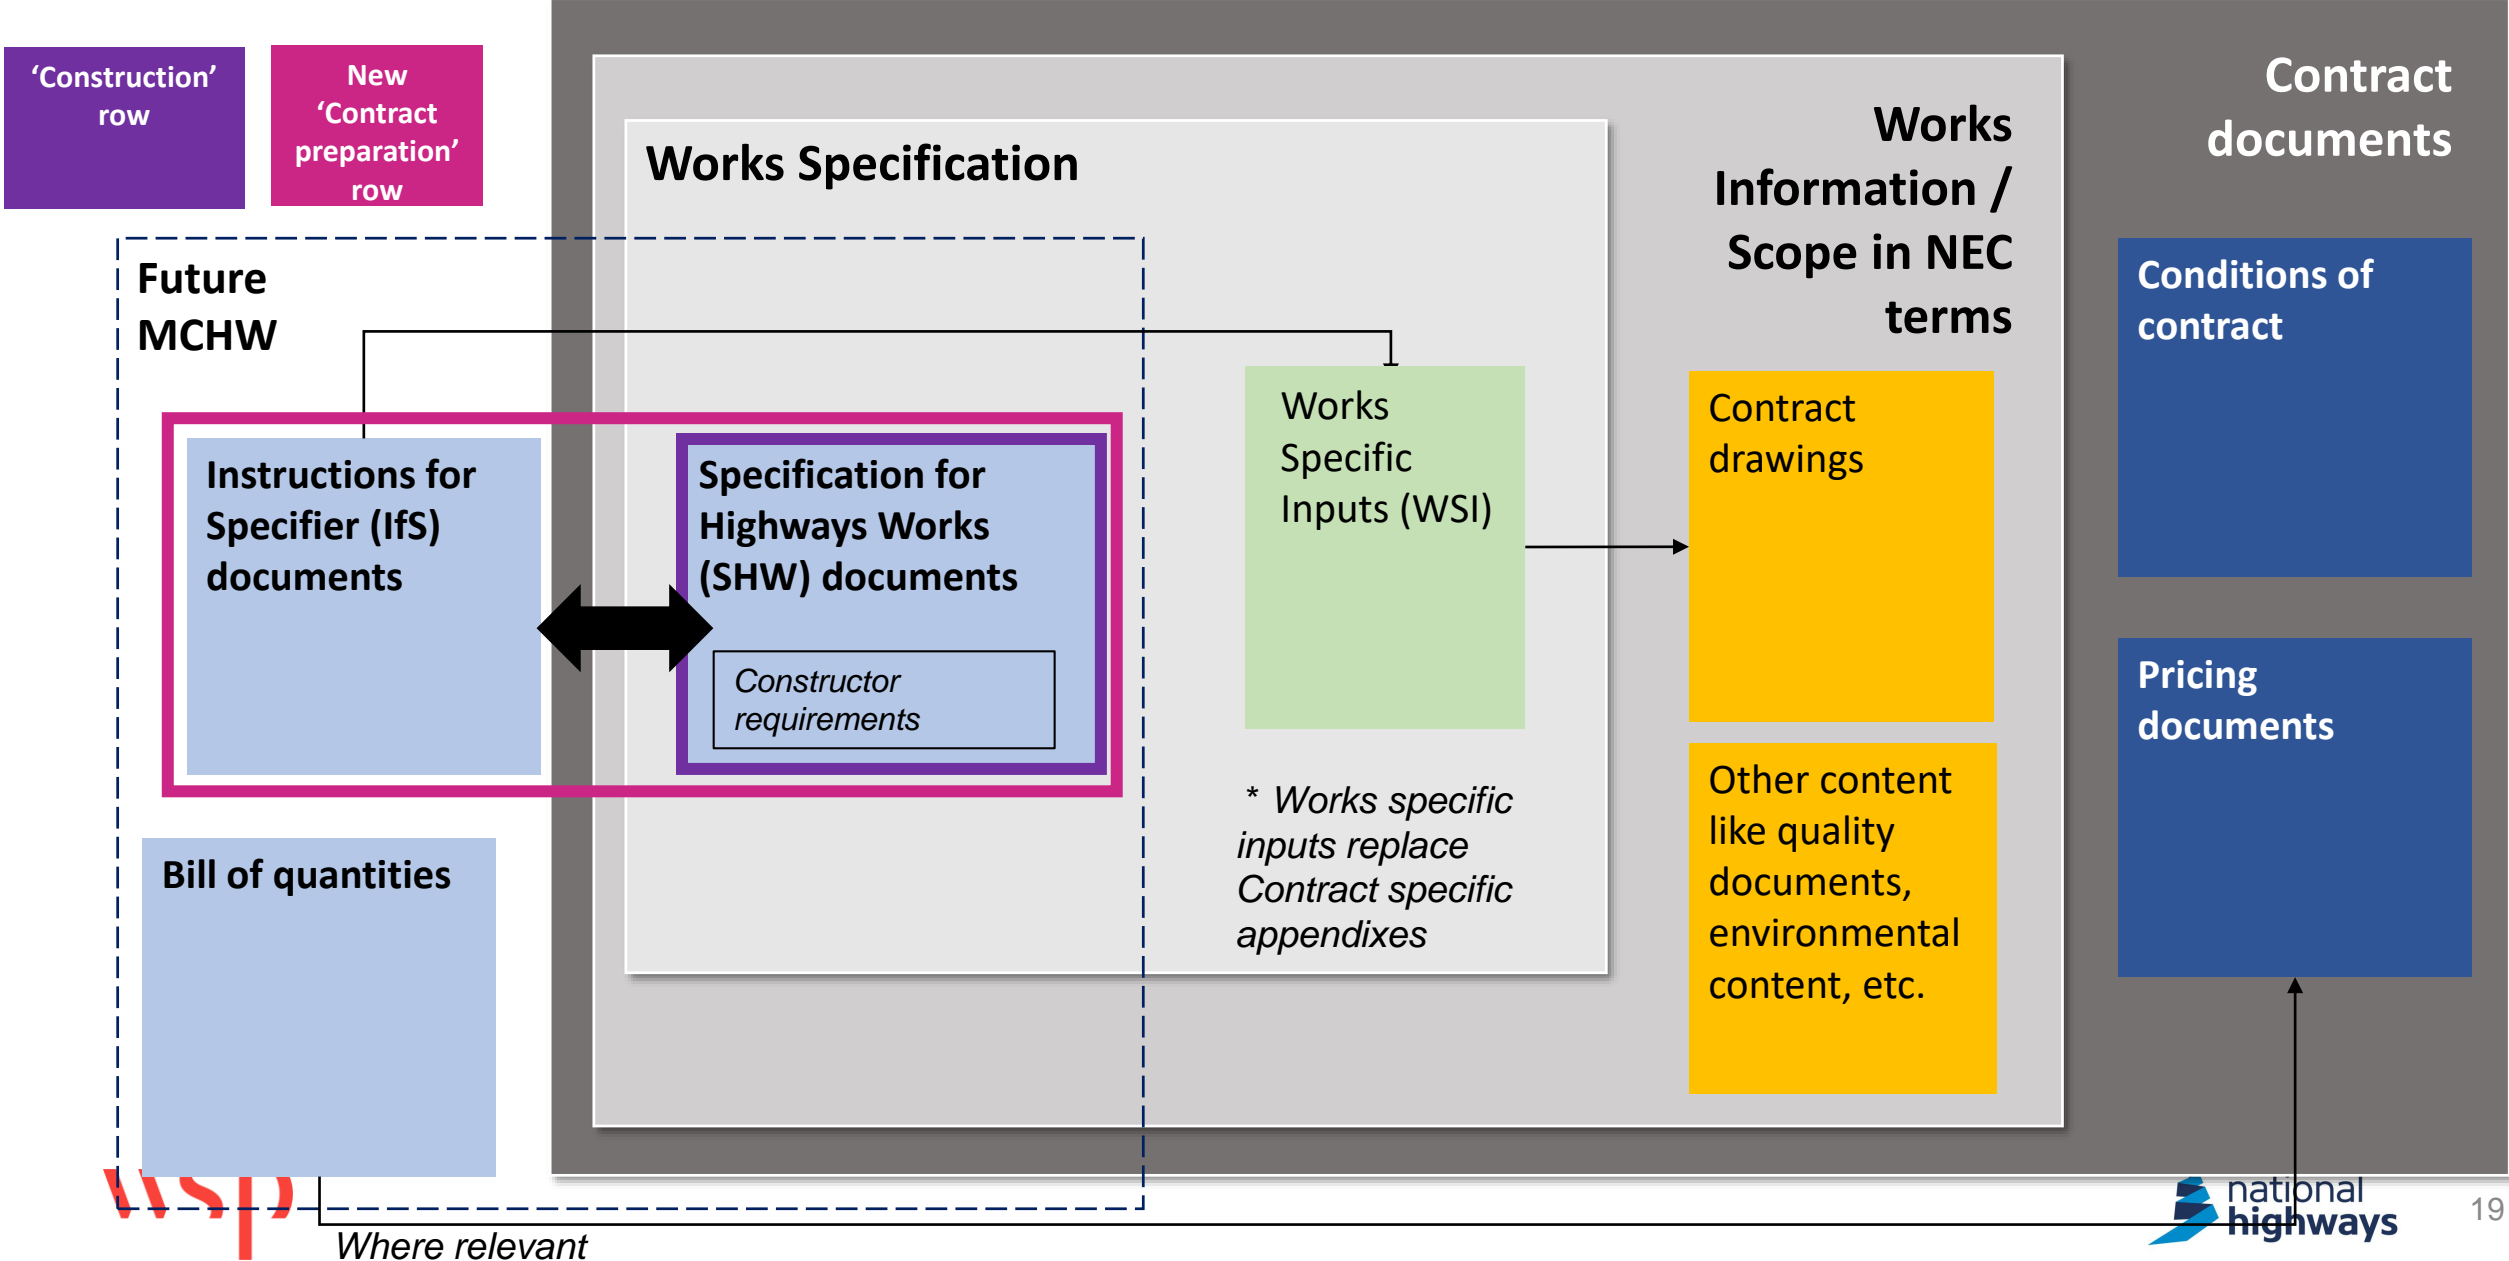 ‘Construction’
row
New
‘Contract
preparation’
row
Contract
documents
Works
Information /
Scope in NEC
terms
Works Specification
Future
MCHW
Instructions for
Specifier (IfS)
documents
Specification for
Highways Works
(SHW) documents
Constructor
requirements
Works
Specific
Inputs (WSI)
* Works specific
inputs replace
Contract specific
appendixes
Contract
drawings
Other content
like quality
documents,
environmental
content, etc.
Conditions of
contract
Pricing
documents
Bill of quantities
wsp
Where relevant
national
highways
19